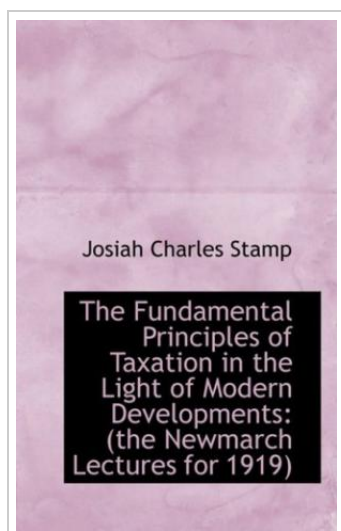 Josiah Charles Stamp
The Fundamental
Principles of
Taxation in the
Light of Modern
Developments:
(the Newmarch
Lectures for 1919)